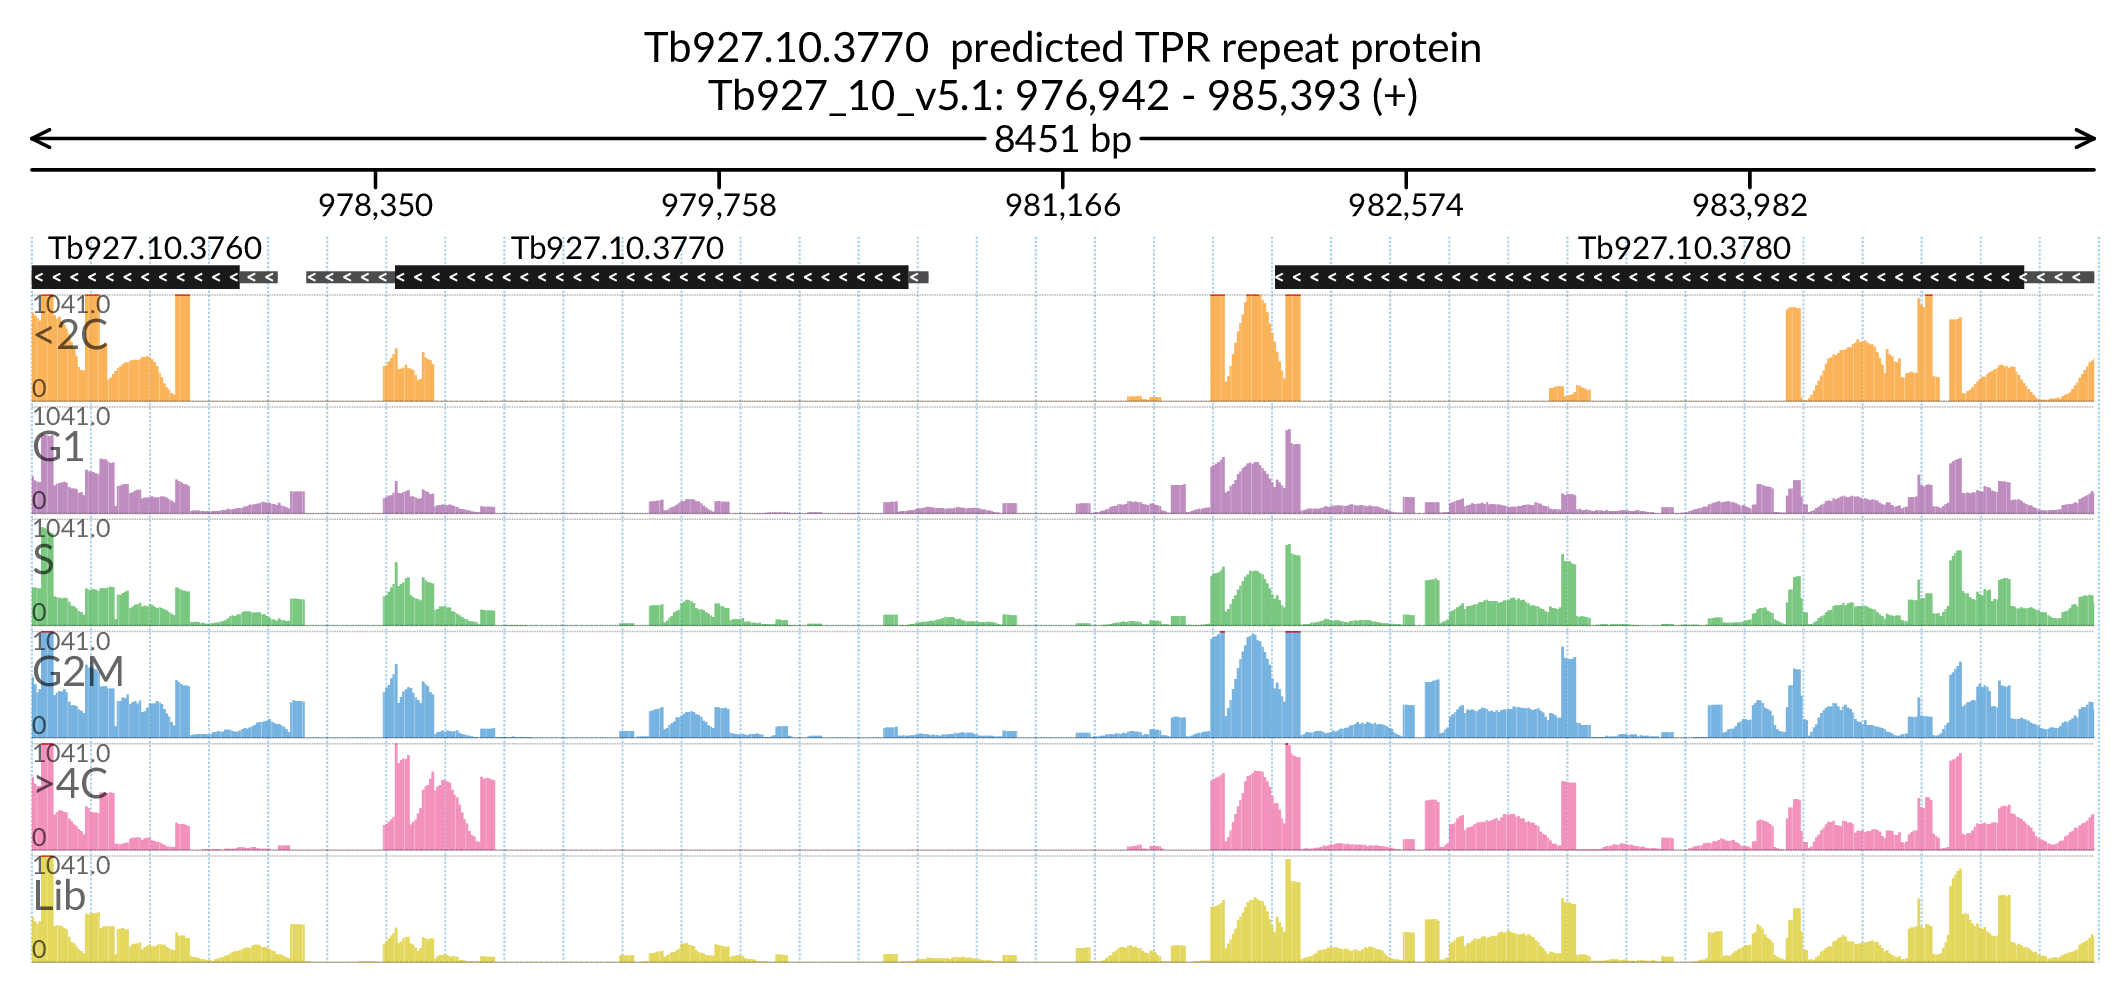 Tb927.10.3770  predicted TPR repeat protein
Tb927_10_v5.1: 976,942 - 985,393 (+)
8451 bp
978,350 979,758 981,166 982,574 983,982
Tb927.10.3760 Tb927.10.3770 Tb927.10.3780
1041.0
<2C
0
1041.0
G1
0
1041.0
S
0
1041.0
G2M
0
1041.0
>4C
0
1041.0
Lib
0